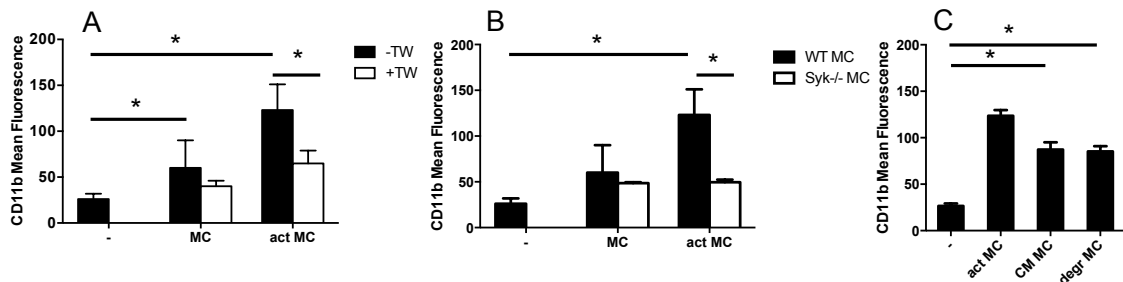 A
CD11b Mean Fluorescence
200
150
100
50
0
*
*
*
-
MC
act MC
-TW
+TW
B
CD11b Mean Fluorescence
200
150
100
50
0
*
*
-
MC
act MC
WT MC
Syk-/- MC
C
CD11b Mean Fluorescence
200
150
100
50
0
*
*
-
act MC
CM MC
degr MC